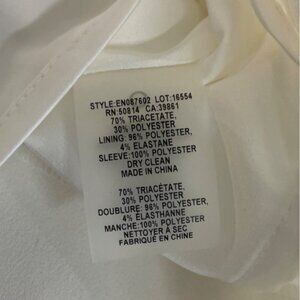 STYLE:EN087602 LOT:16554
RN:50814 CA:39861
70% TRIACETATE,
30% POLYESTER
LINING: 96% POLYESTER,
4% ELASTANE
SLEEVE:100% POLYESTER
DRY CLEAN
MADE IN CHINA
70% TRIACÉTATE,
30% POLYESTER
DOUBLURE: 96% POLYESTER,
4% ÉLASTHANNE
MANCHE:100% POLYESTER
NETTOYER À SEC
FABRIQUÉ EN CHINE